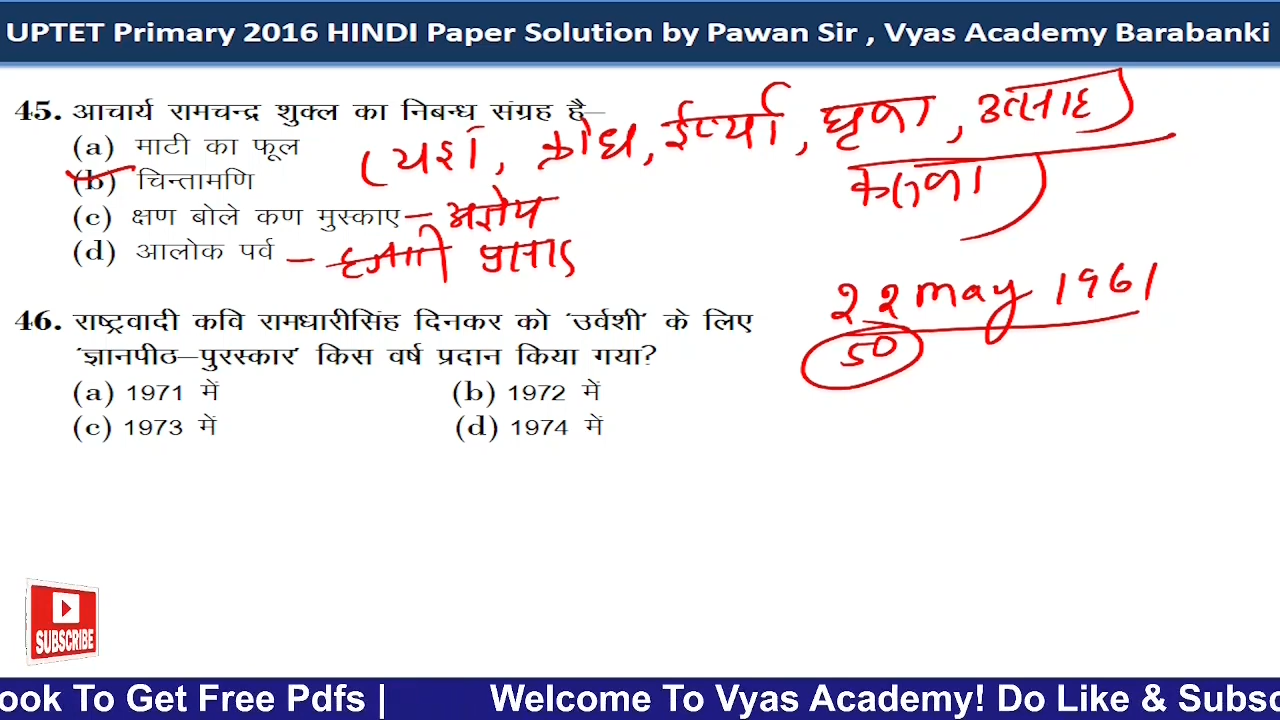 UPTET Primary 2016 HINDI Paper Solution by Pawan Sir , Vyas Academy Barabanki
45. आचार्य रामचन्द्र शुक्ल का निबन्ध संग्रह है–
(a) माटी का फूल
(b) चिन्तामणि
(c) क्षण बोले कण मुस्काए – अज्ञेय
(d) आलोक पर्व – हजारी प्रसाद
क्रोध, ईर्ष्या, घृणा, उत्साह)
करुणा
22 may 1961
50
46. राष्ट्रवादी कवि रामधारीसिंह दिनकर को 'उर्वशी' के लिए
'ज्ञानपीठ–पुरस्कार' किस वर्ष प्रदान किया गया?
(a) 1971 में (b) 1972 में
(c) 1973 में (d) 1974 में
SUBSCRIBE
ook To Get Free Pdfs | Welcome To Vyas Academy! Do Like & Subsc